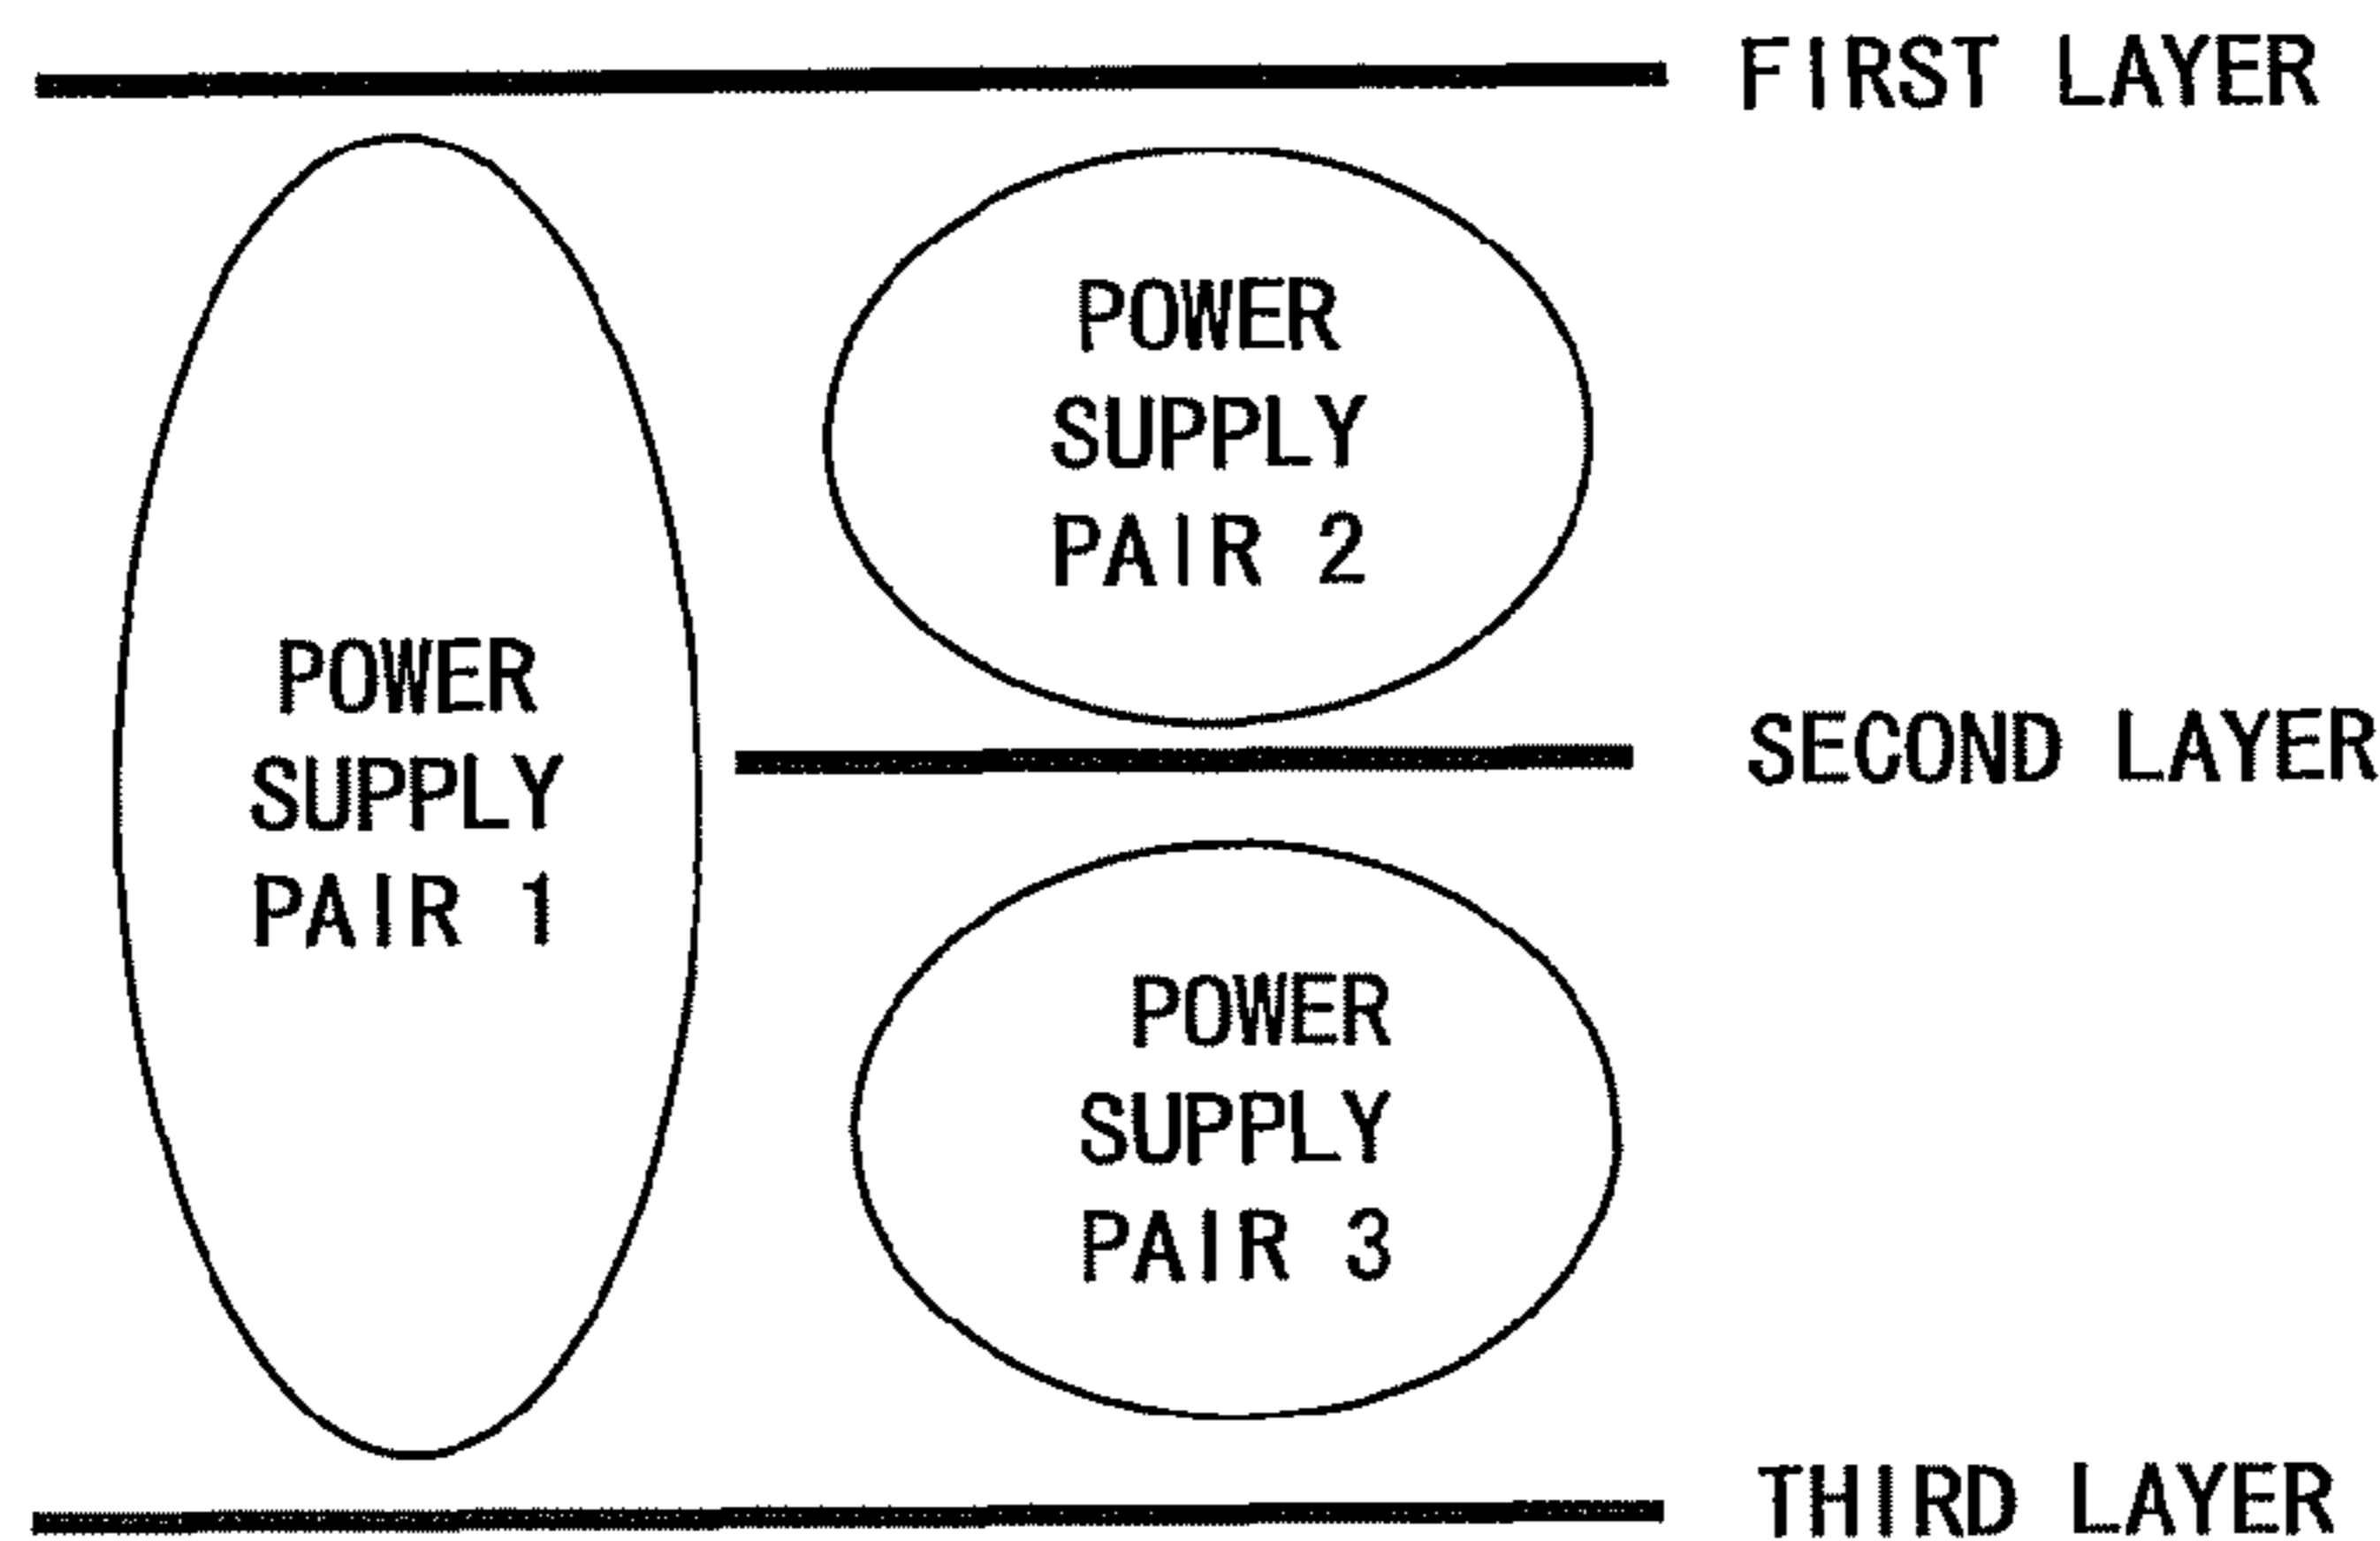 FIRST LAYER
POWER
SUPPLY
PAIR 2
POWER
SUPPLY
PAIR 1
SECOND LAYER
POWER
SUPPLY
PAIR 3
THIRD LAYER